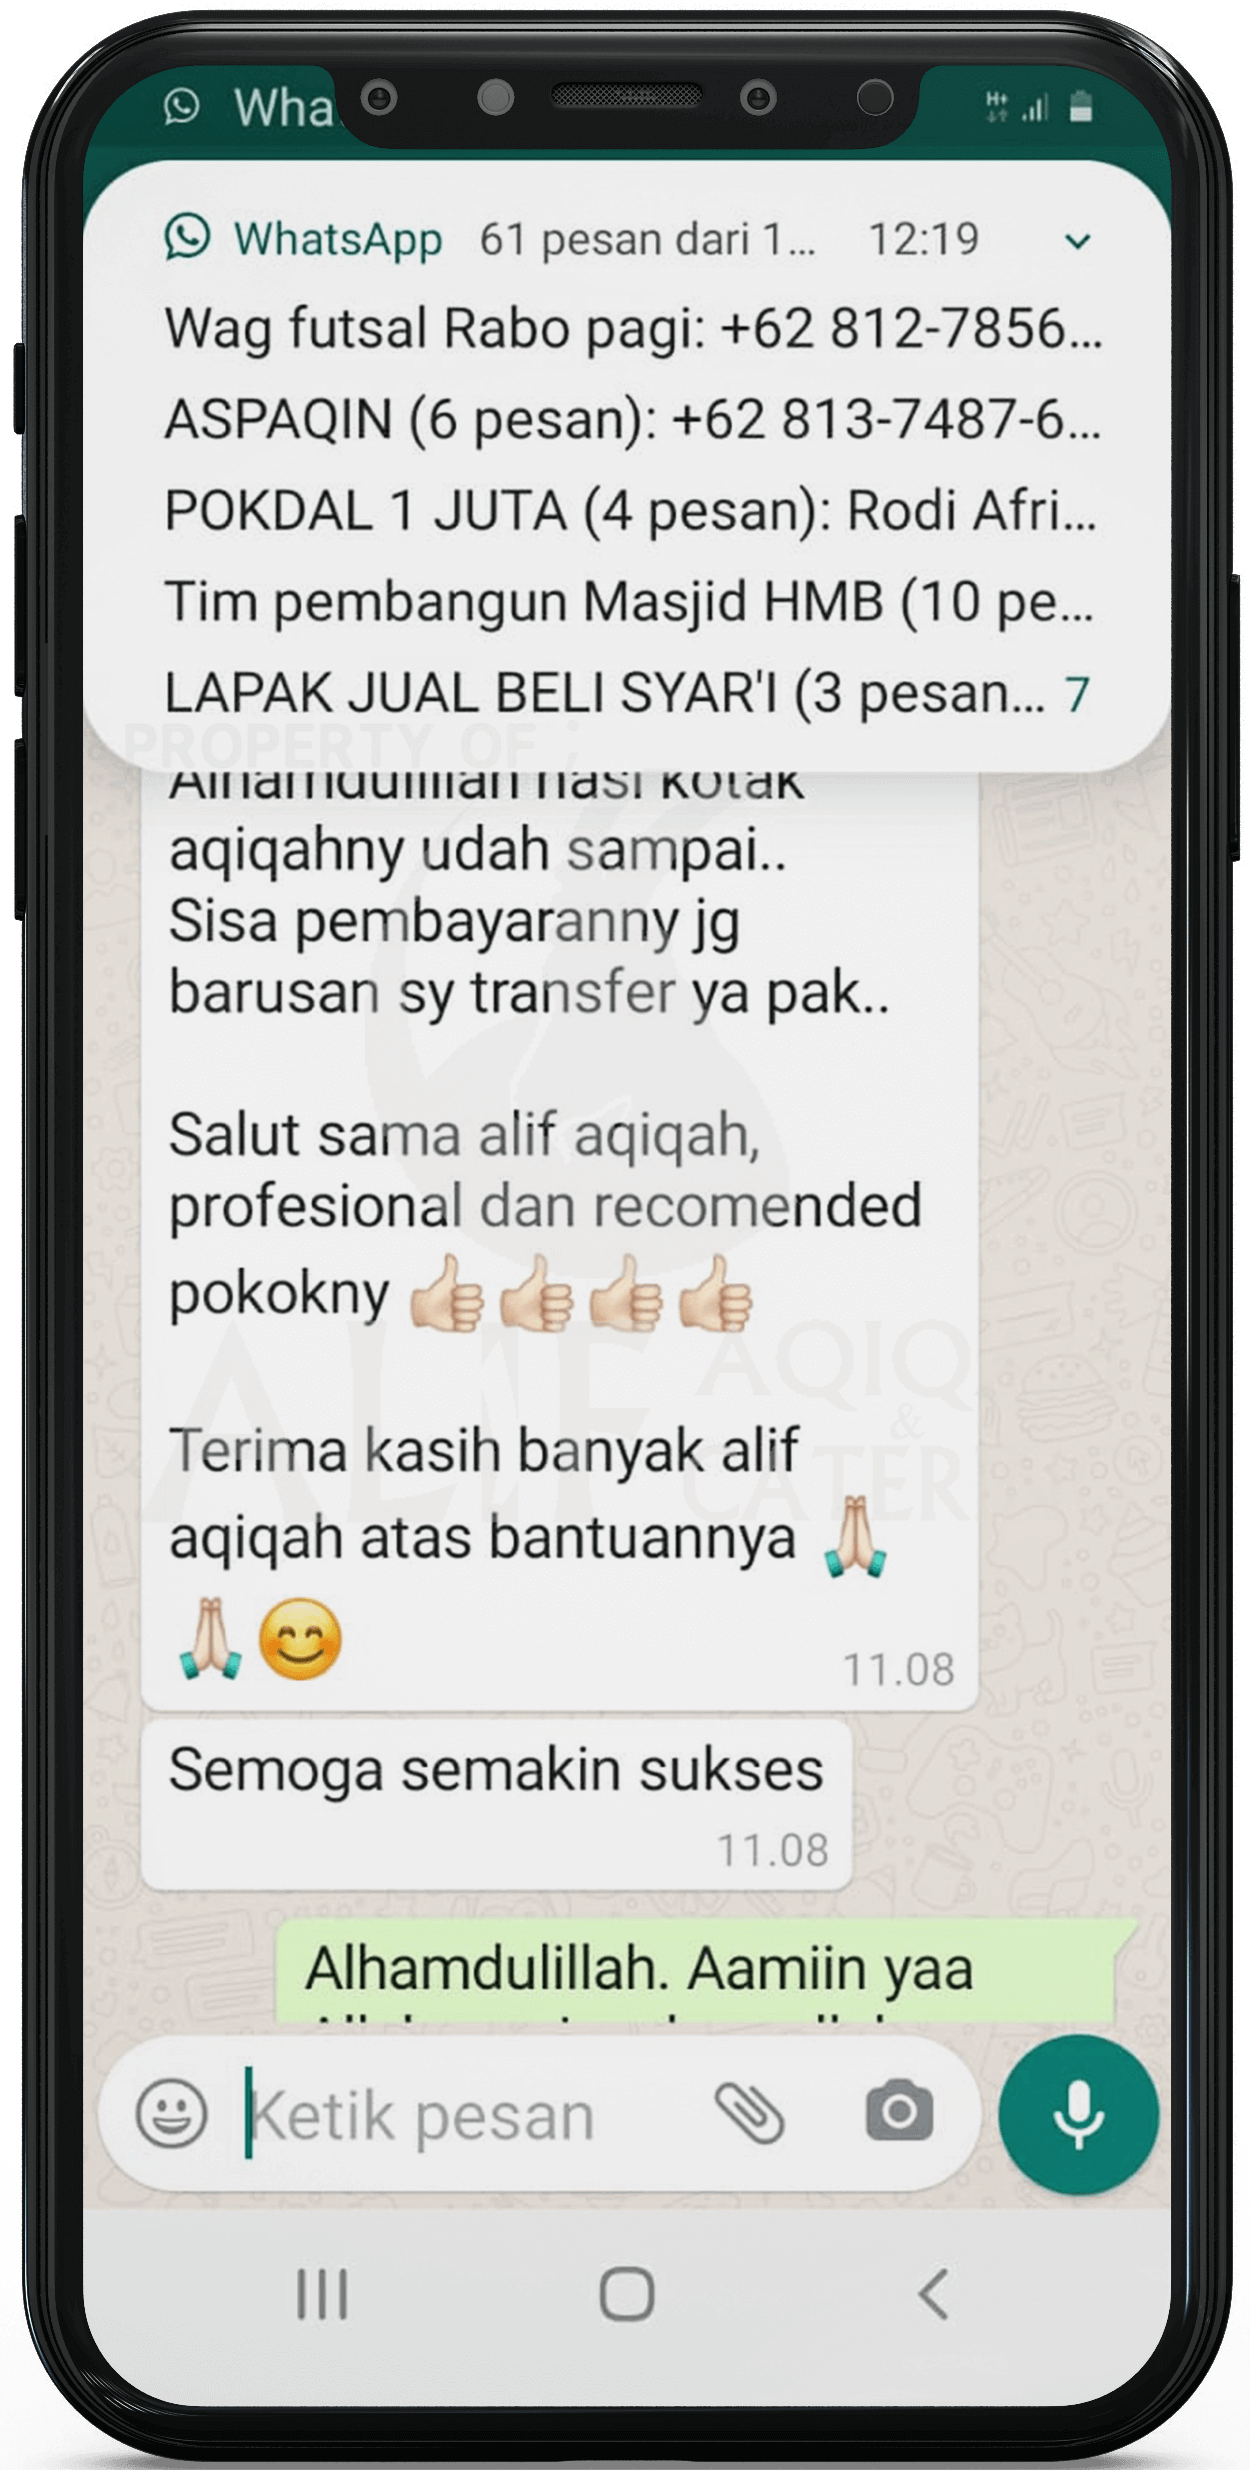 Wha
H+
WhatsApp 61 pesan dari 1... 12:19
Wag futsal Rabo pagi: +62 812-7856...
ASPAQIN (6 pesan): +62 813-7487-6...
POKDAL 1 JUTA (4 pesan): Rodi Afri...
Tim pembangun Masjid HMB (10 pe...
LAPAK JUAL BELI SYAR'I (3 pesan... 7
PROPERTY OF ;
Alhamdulillah nasi kotak
aqiqahny udah sampai..
Sisa pembayaranny jg
barusan sy transfer ya pak..
Salut sama alif aqiqah,
profesional dan recomended
pokokny 👍🏻👍🏻👍🏻👍🏻
ALIF AQIQ
&
CATER
Terima kasih banyak alif
aqiqah atas bantuannya 🙏🏻
🙏🏻😊
11.08
Semoga semakin sukses
11.08
Alhamdulillah. Aamiin yaa
Ketik pesan